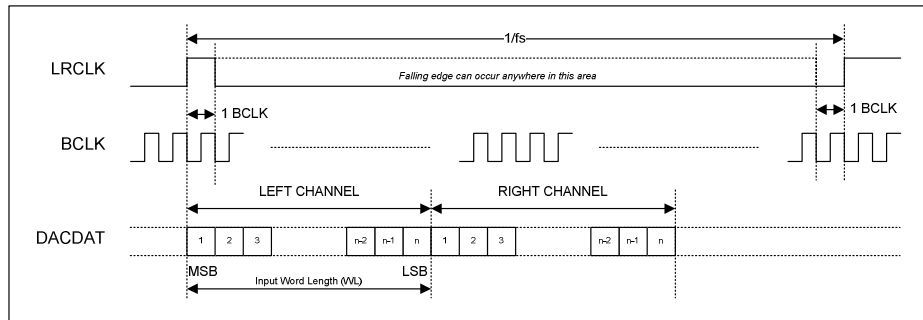 1/fs
LRCLK
Falling edge can occur anywhere in this area
1 BCLK
1 BCLK
BCLK
LEFT CHANNEL
RIGHT CHANNEL
DACDAT
1 2 3 n-2 n-1 n 1 2 3 n-2 n-1 n
MSB
LSB
Input Word Length (WL)